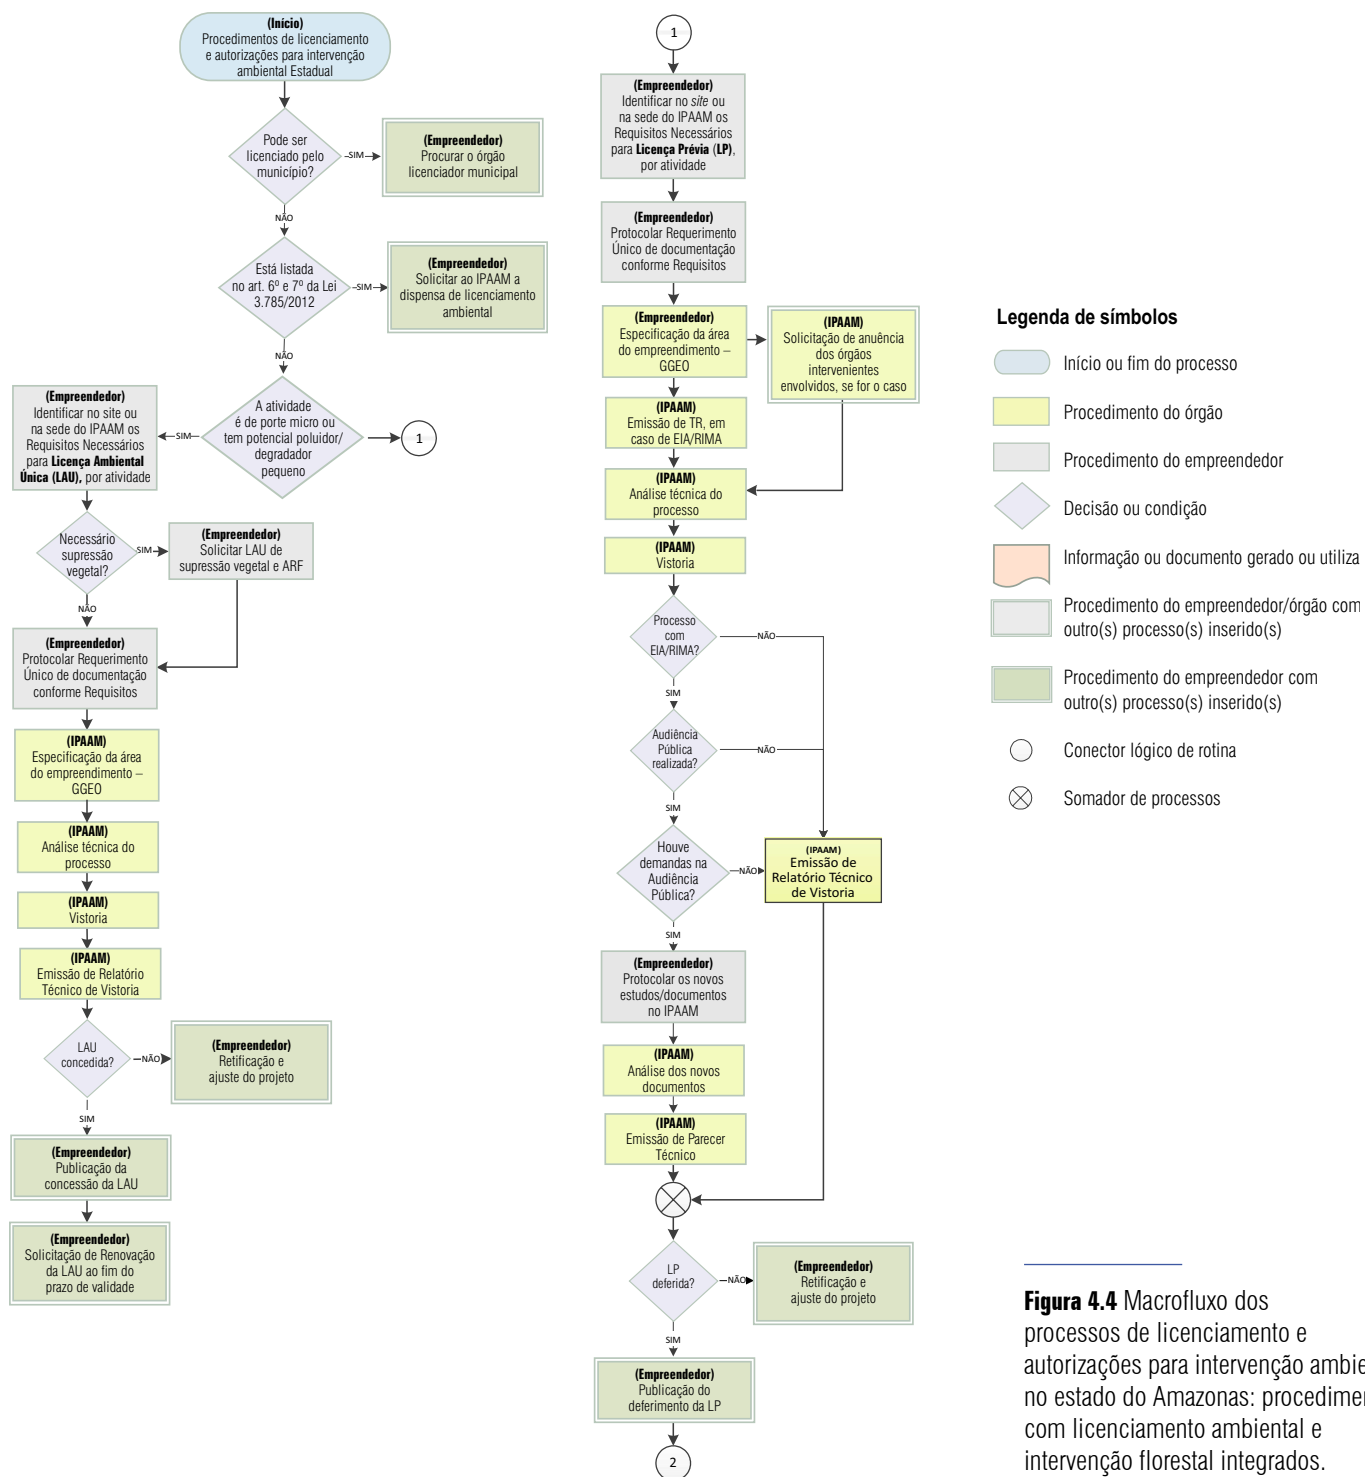 (Início)
Procedimentos de licenciamento
e autorizações para intervenção
ambiental Estadual
Pode ser
licenciado pelo
município?
SIM
(Empreendedor)
Procurar o órgão
licenciador municipal
NÃO
Está listada
no art. 6º e 7º da Lei
3.785/2012
SIM
(Empreendedor)
Solicitar ao IPAAM a
dispensa de licenciamento
ambiental
NÃO
A atividade
é de porte micro ou
tem potencial poluidor/
degradador
pequeno
1
SIM
(Empreendedor)
Identificar no site ou
na sede do IPAAM os
Requisitos Necessários
para Licença Ambiental
Única (LAU), por atividade
Necessário
supressão
vegetal?
SIM
(Empreendedor)
Solicitar LAU de
supressão vegetal e ARF
NÃO
(Empreendedor)
Protocolar Requerimento
Único de documentação
conforme Requisitos
(IPAAM)
Especificação da área
do empreendimento –
GGEO
(IPAAM)
Análise técnica do
processo
(IPAAM)
Vistoria
(IPAAM)
Emissão de Relatório
Técnico de Vistoria
LAU
concedida?
NÃO
(Empreendedor)
Retificação e
ajuste do projeto
SIM
(Empreendedor)
Publicação da
concessão da LAU
(Empreendedor)
Solicitação de Renovação
da LAU ao fim do
prazo de validade
1
(Empreendedor)
Identificar no site ou
na sede do IPAAM os
Requisitos Necessários
para Licença Prévia (LP),
por atividade
(Empreendedor)
Protocolar Requerimento
Único de documentação
conforme Requisitos
(Empreendedor)
Especificação da área
do empreendimento –
GGEO
(IPAAM)
Solicitação de anuência
dos órgãos
intervenientes
envolvidos, se for o caso
(IPAAM)
Emissão de TR, em
caso de EIA/RIMA
(IPAAM)
Análise técnica do
processo
(IPAAM)
Vistoria
Processo
com
EIA/RIMA?
NÃO
SIM
Audiência
Pública
realizada?
NÃO
SIM
Houve
demandas na
Audiência
Pública?
NÃO
(IPAAM)
Emissão de
Relatório Técnico
de Vistoria
SIM
(Empreendedor)
Protocolar os novos
estudos/documentos
no IPAAM
(IPAAM)
Análise dos novos
documentos
(IPAAM)
Emissão de Parecer
Técnico
LP
deferida?
NÃO
(Empreendedor)
Retificação e
ajuste do projeto
SIM
(Empreendedor)
Publicação do
deferimento da LP
2
Legenda de símbolos
Início ou fim do processo
Procedimento do órgão
Procedimento do empreendedor
Decisão ou condição
Informação ou documento gerado ou utiliza
Procedimento do empreendedor/órgão com
outro(s) processo(s) inserido(s)
Procedimento do empreendedor com
outro(s) processo(s) inserido(s)
Conector lógico de rotina
Somador de processos
Figura 4.4 Macrofluxo dos
processos de licenciamento e
autorizações para intervenção ambie
no estado do Amazonas: procedimen
com licenciamento ambiental e
intervenção florestal integrados.